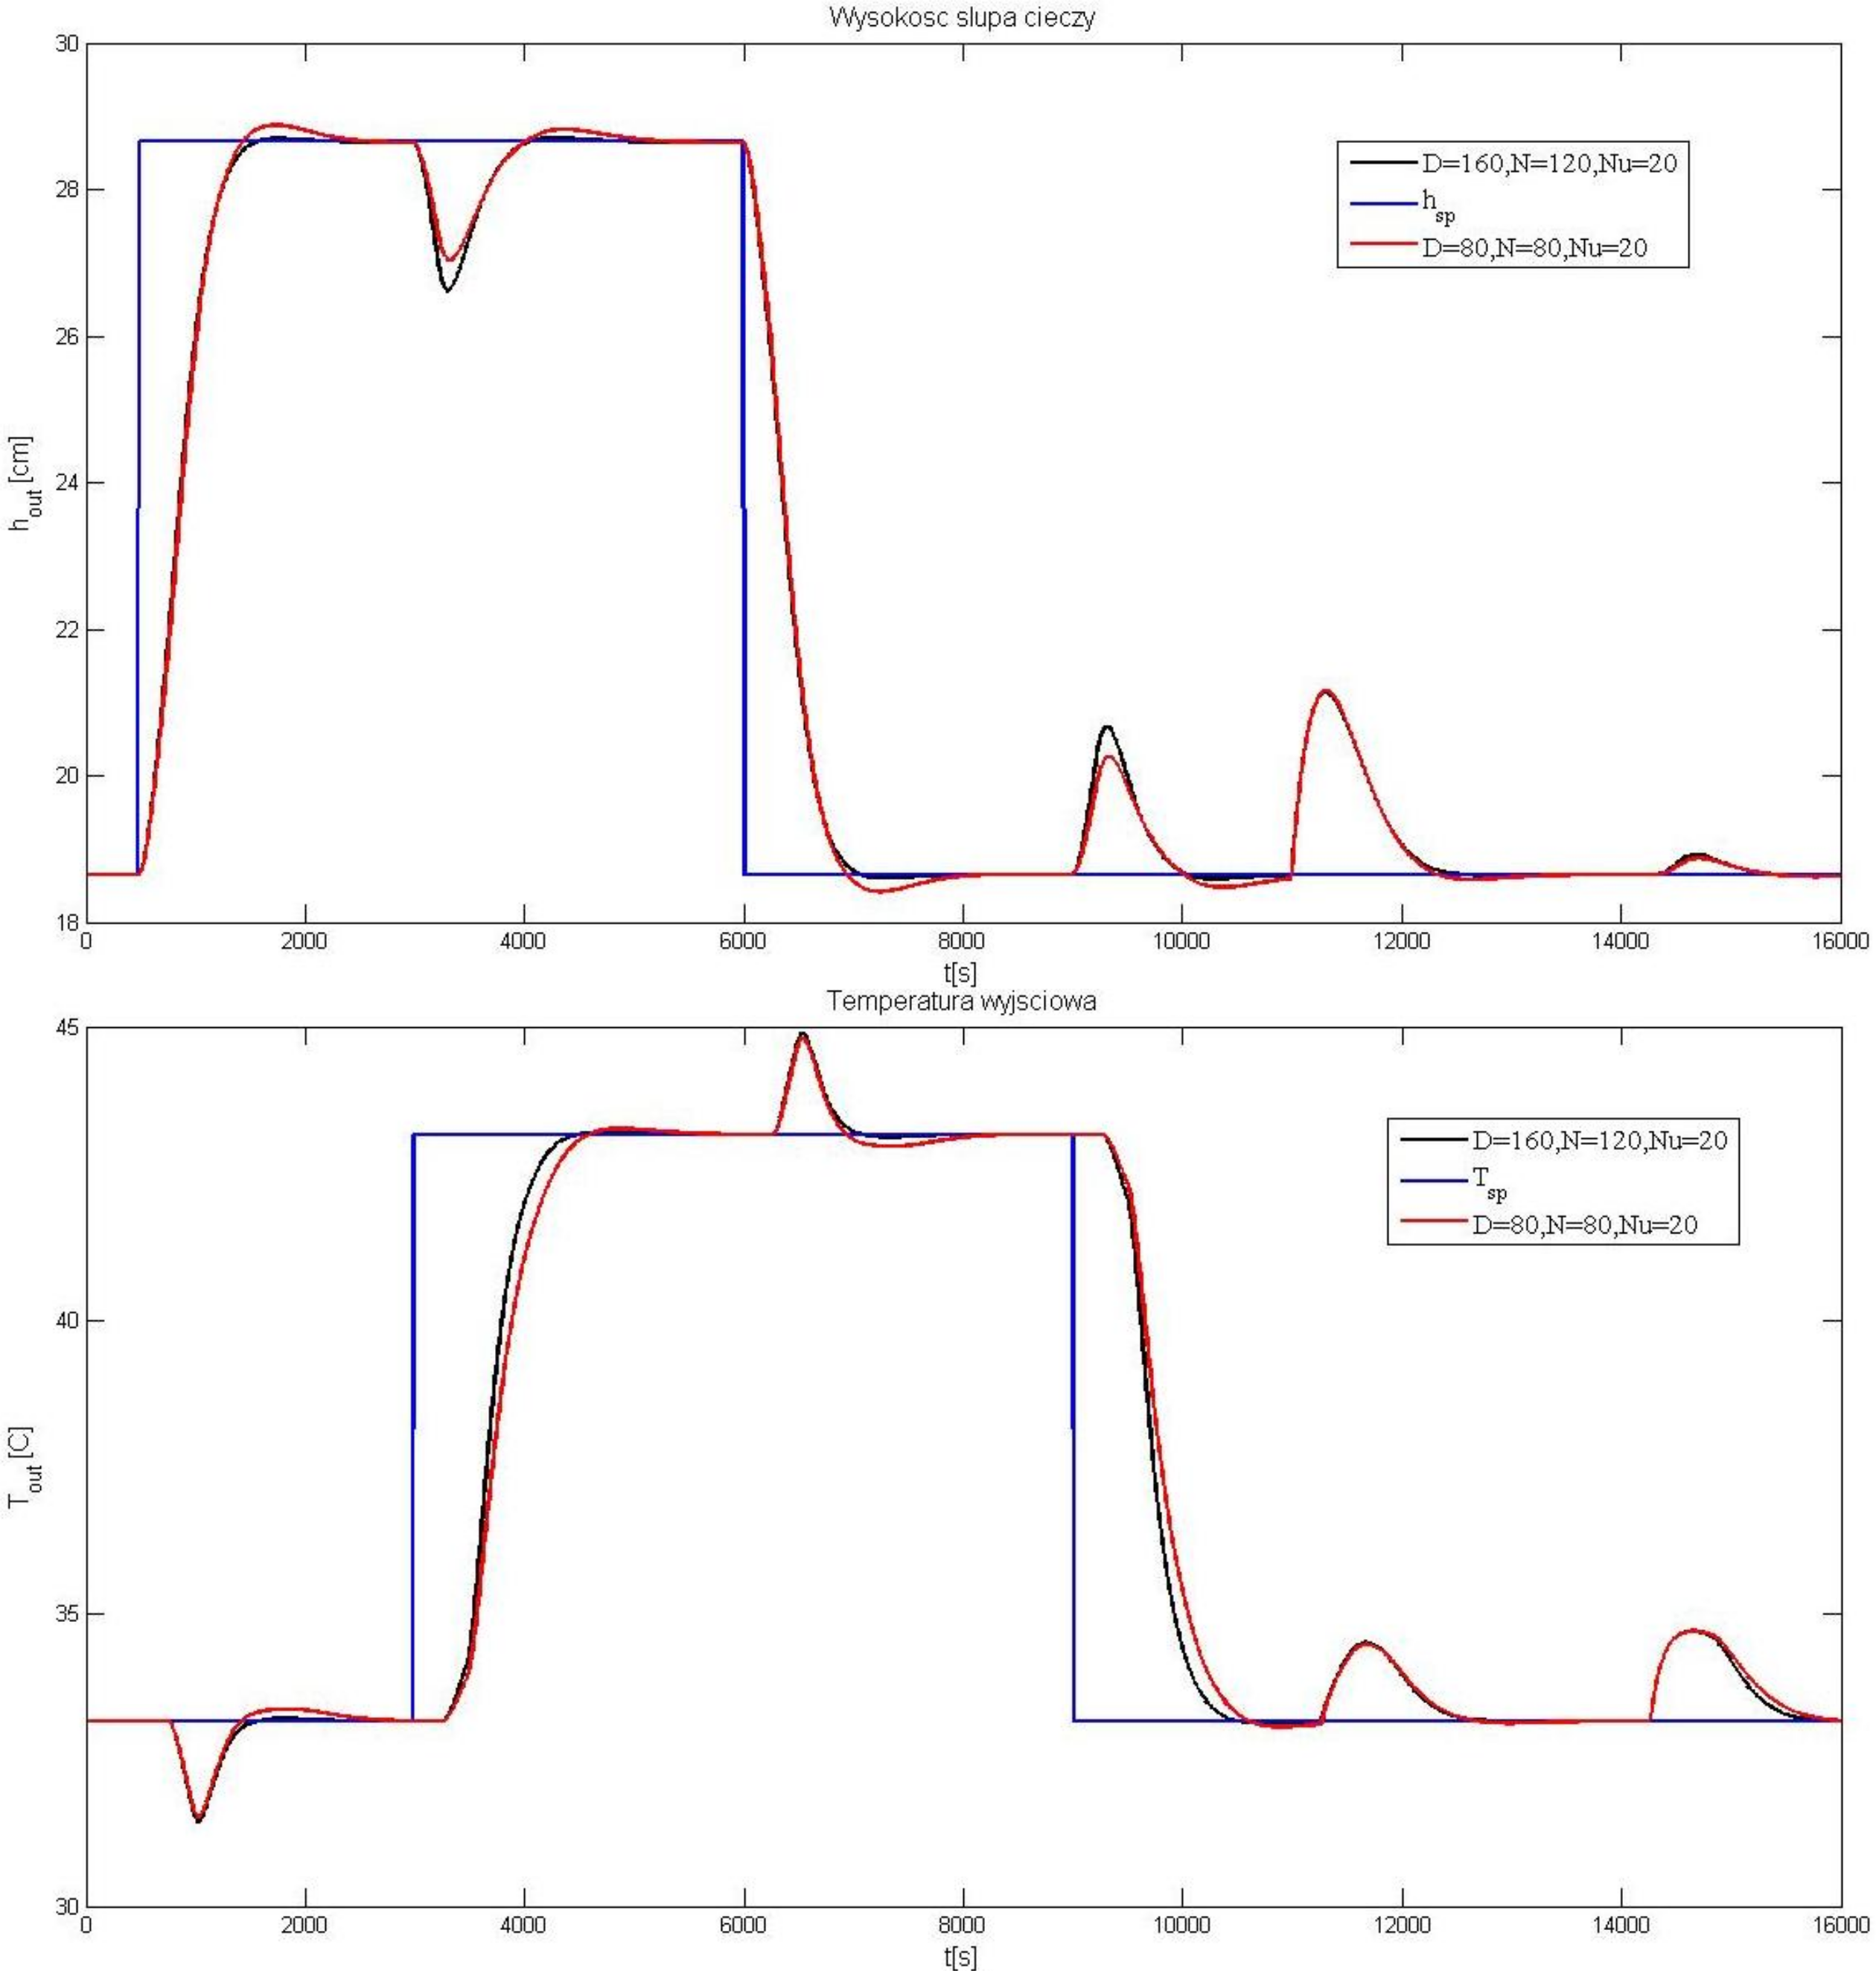 Wysokosc slupa cieczy
30
28
26
24
22
20
18
h_out [cm]
D=160,N=120,Nu=20
h_sp
D=80,N=80,Nu=20
0 2000 4000 6000 8000 10000 12000 14000 16000
t[s]
Temperatura wyjsciowa
45
40
35
30
T_out [C]
D=160,N=120,Nu=20
T_sp
D=80,N=80,Nu=20
0 2000 4000 6000 8000 10000 12000 14000 16000
t[s]